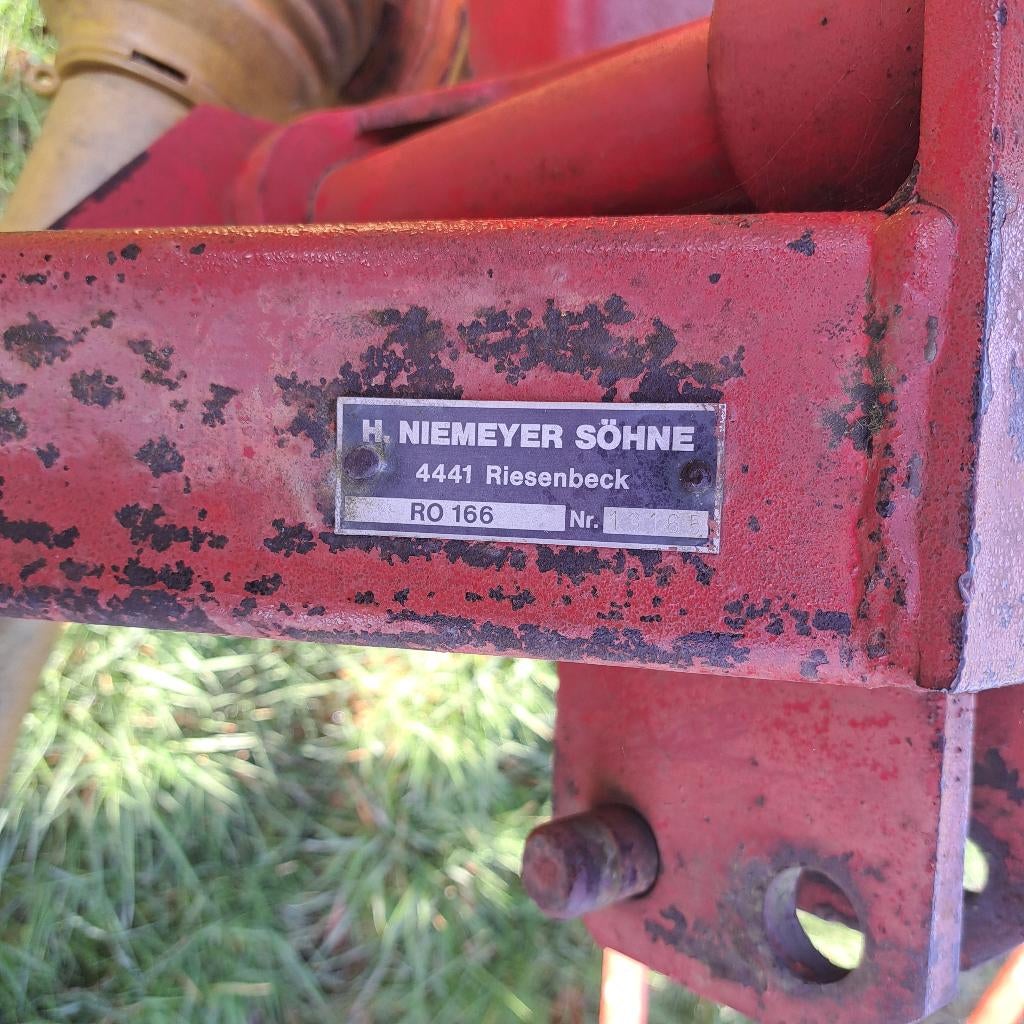 H. NIEMEYER SÖHNE
4441 Riesenbeck
RO 166 Nr.